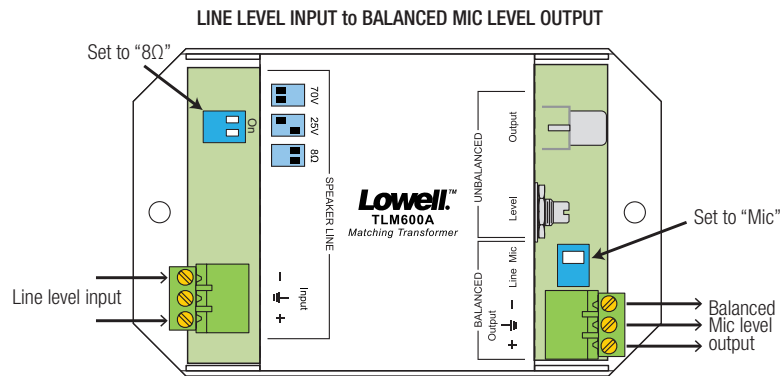 LINE LEVEL INPUT to BALANCED MIC LEVEL OUTPUT
Set to “8Ω”
On
70V
25V
8Ω
SPEAKER LINE
Input
–
+
Line level input
Lowell.™
TLM600A
Matching Transformer
UNBALANCED
Output
Level
BALANCED
Output
Line Mic
–
+
Set to “Mic”
Balanced
Mic level
output